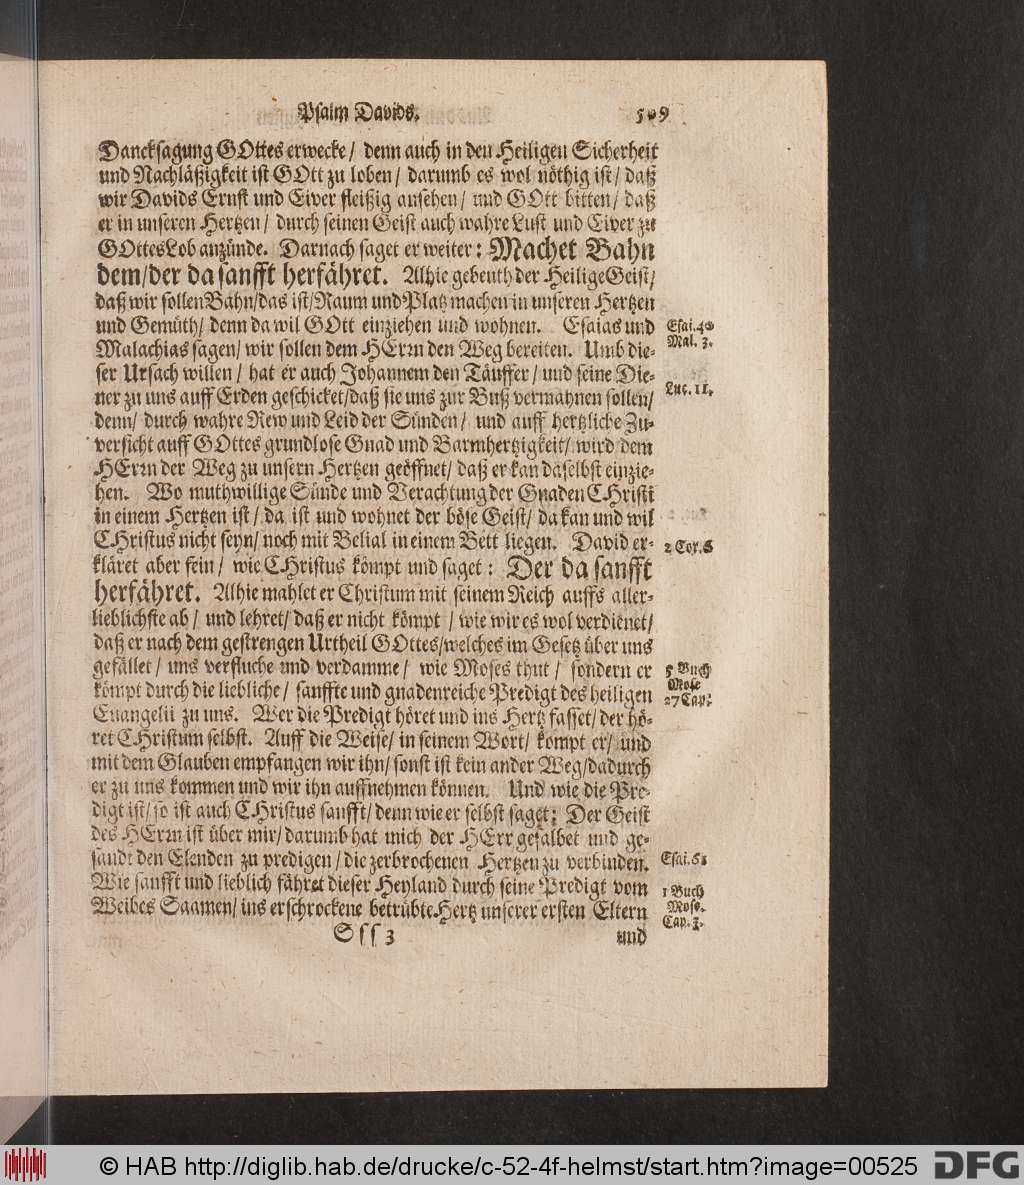 Psalm Davids. 509
Dancksagung GOttes erwecke/ denn auch in den Heiligen Sicherheit
und Nachläßigkeit ist GOtt zu loben/ darumb es wol nöthig ist/ daß
wir Davids Ernst und Eiver fleißig ansehen/ und GOtt bitten/ daß
er in unseren Hertzen/ durch seinen Geist auch wahre Lust und Eiver zu
GOttes Lob anzünde. Darnach saget er weiter: Machet Bahn
dem/ der da sanfft herfähret. Alhie gebeuth der Heilige Geist/
daß wir sollen Bahn/ das ist/ Raum und Platz machen in unseren Hertzen
und Gemüth/ denn da wil GOtt einziehen und wohnen. Esaias und
Esai. 40
Malachias sagen/ wir sollen dem HErrn den Weg bereiten. Umb die-
Mal. 3.
ser Ursach willen/ hat er auch Johannem den Täuffer/ und seine Die-
ner zu uns auff Erden geschicket/ daß sie uns zur Buß vermahnen sollen/
Luc. 11.
denn/ durch wahre Rew und Leid der Sünden/ und auff hertzliche Zu-
versicht auff GOttes grundlose Gnad und Barmhertzigkeit/ wird dem
HErrn der Weg zu unsern Hertzen geöffnet/ daß er kan daselbst einzie-
hen. Wo muthwillige Sünde und Verachtung der Gnaden CHristi
in einem Hertzen ist/ da ist und wohnet der böse Geist/ da kan und wil
CHristus nicht seyn/ noch mit Belial in einem Bett liegen. David er-
2 Cor. 6
kläret aber fein/ wie CHristus kömpt und saget: Der da sanfft
herfähret. Alhie mahlet er Christum mit seinem Reich auffs aller-
lieblichste ab/ und lehret/ daß er nicht kömpt/ wie wir es wol verdienet/
daß er nach dem gestrengen Urtheil GOttes/ welches im Gesetz über uns
gefället/ uns verfluche und verdamme/ wie Moses thut/ sondern er
5 Buch
Mose
kömpt durch die liebliche/ sanffte und gnadenreiche Predigt des heiligen
27 Cap.
Euangelii zu uns. Wer die Predigt höret und ins Hertz fasset/ der hö-
ret CHristum selbst. Auff die Weise/ in seinem Wort/ kompt er/ und
mit dem Glauben empfangen wir ihn/ sonst ist kein ander Weg/ dadurch
er zu uns kommen und wir ihn auffnehmen können. Und wie die Pre-
digt ist/ so ist auch CHristus sanfft/ denn wie er selbst saget: Der Geist
des HErrn ist über mir/ darumb hat mich der HErr gesalbet und ge-
sandt den Elenden zu predigen/ die zerbrochenen Hertzen zu verbinden.
Esai. 61
Wie sanfft und lieblich fähret dieser Heyland durch seine Predigt vom
1 Buch
Weibes Saamen/ ins erschrockene betrübte Hertz unserer ersten Eltern
Mose.
Cap. 3.
Sss 3 und
© HAB http://diglib.hab.de/drucke/c-52-4f-helmst/start.htm?image=00525
DFG